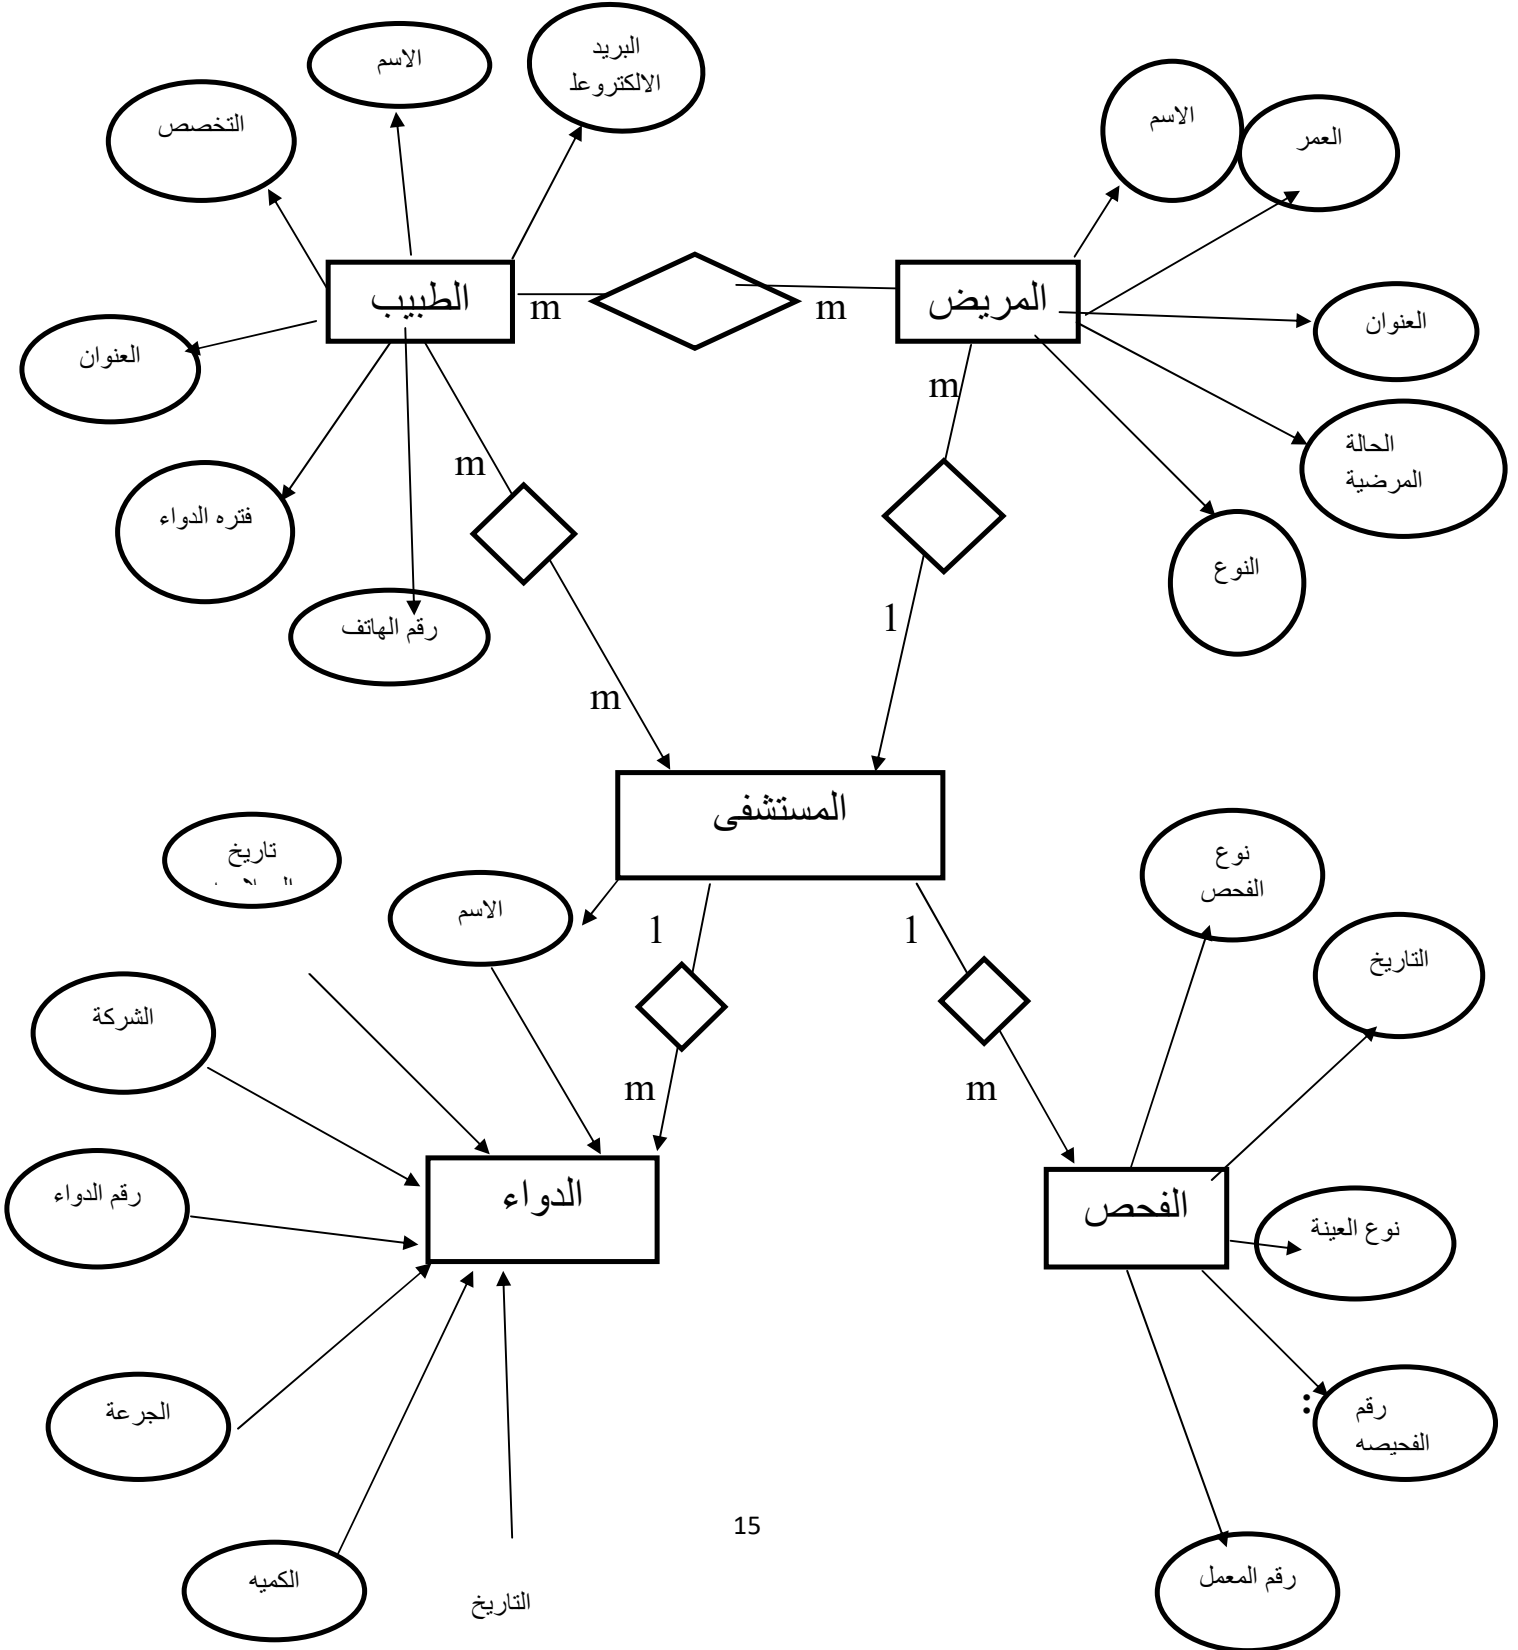 البريد
الالكتروعلـ
الاسم
التخصص
الاسم
العمر
الطبيب
m
m
المريض
العنوان
العنوان
m
m
الحالة
المرضية
فتره الدواء
النوع
رقم الهاتف
1
m
المستشفى
تاريخ
نوع
الفحص
الاسم
1
1
التاريخ
الشركة
m
m
رقم الدواء
الدواء
الفحص
نوع العينة
الجرعة
:
رقم
الفحيصه
15
الكميه
التاريخ
رقم المعمل